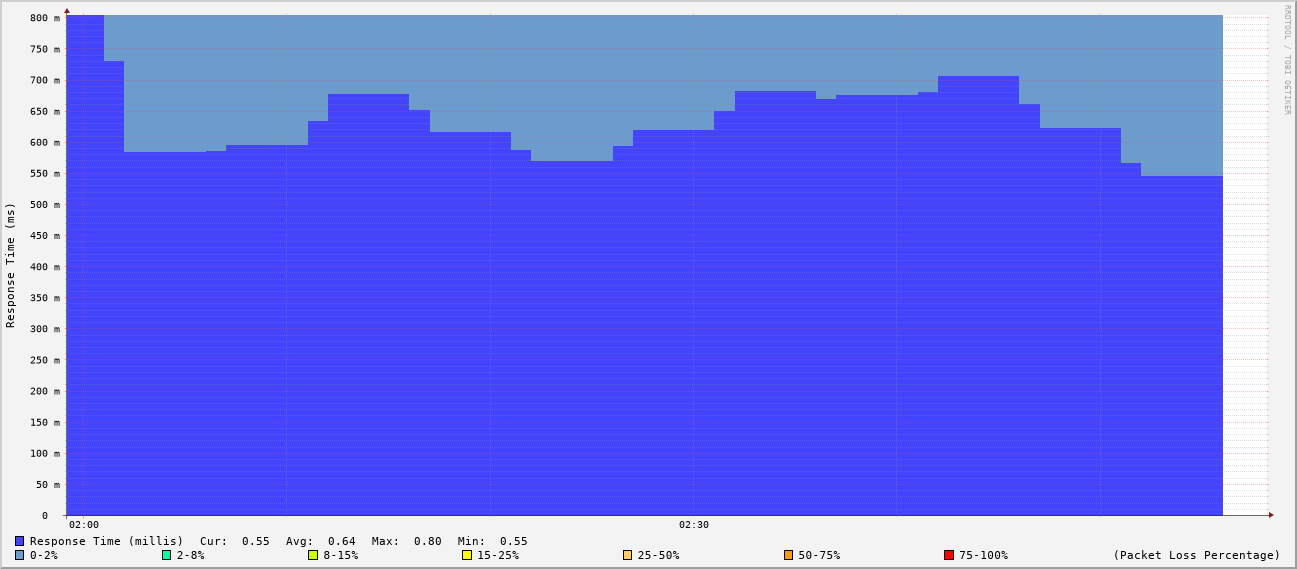 RRDTOOL / TOBI OETIKER
Response Time (ms)
800 m
750 m
700 m
650 m
600 m
550 m
500 m
450 m
400 m
350 m
300 m
250 m
200 m
150 m
100 m
50 m
0
02:00 02:30
Response Time (millis) Cur: 0.55 Avg: 0.64 Max: 0.80 Min: 0.55
0-2% 2-8% 8-15% 15-25% 25-50% 50-75% 75-100% (Packet Loss Percentage)